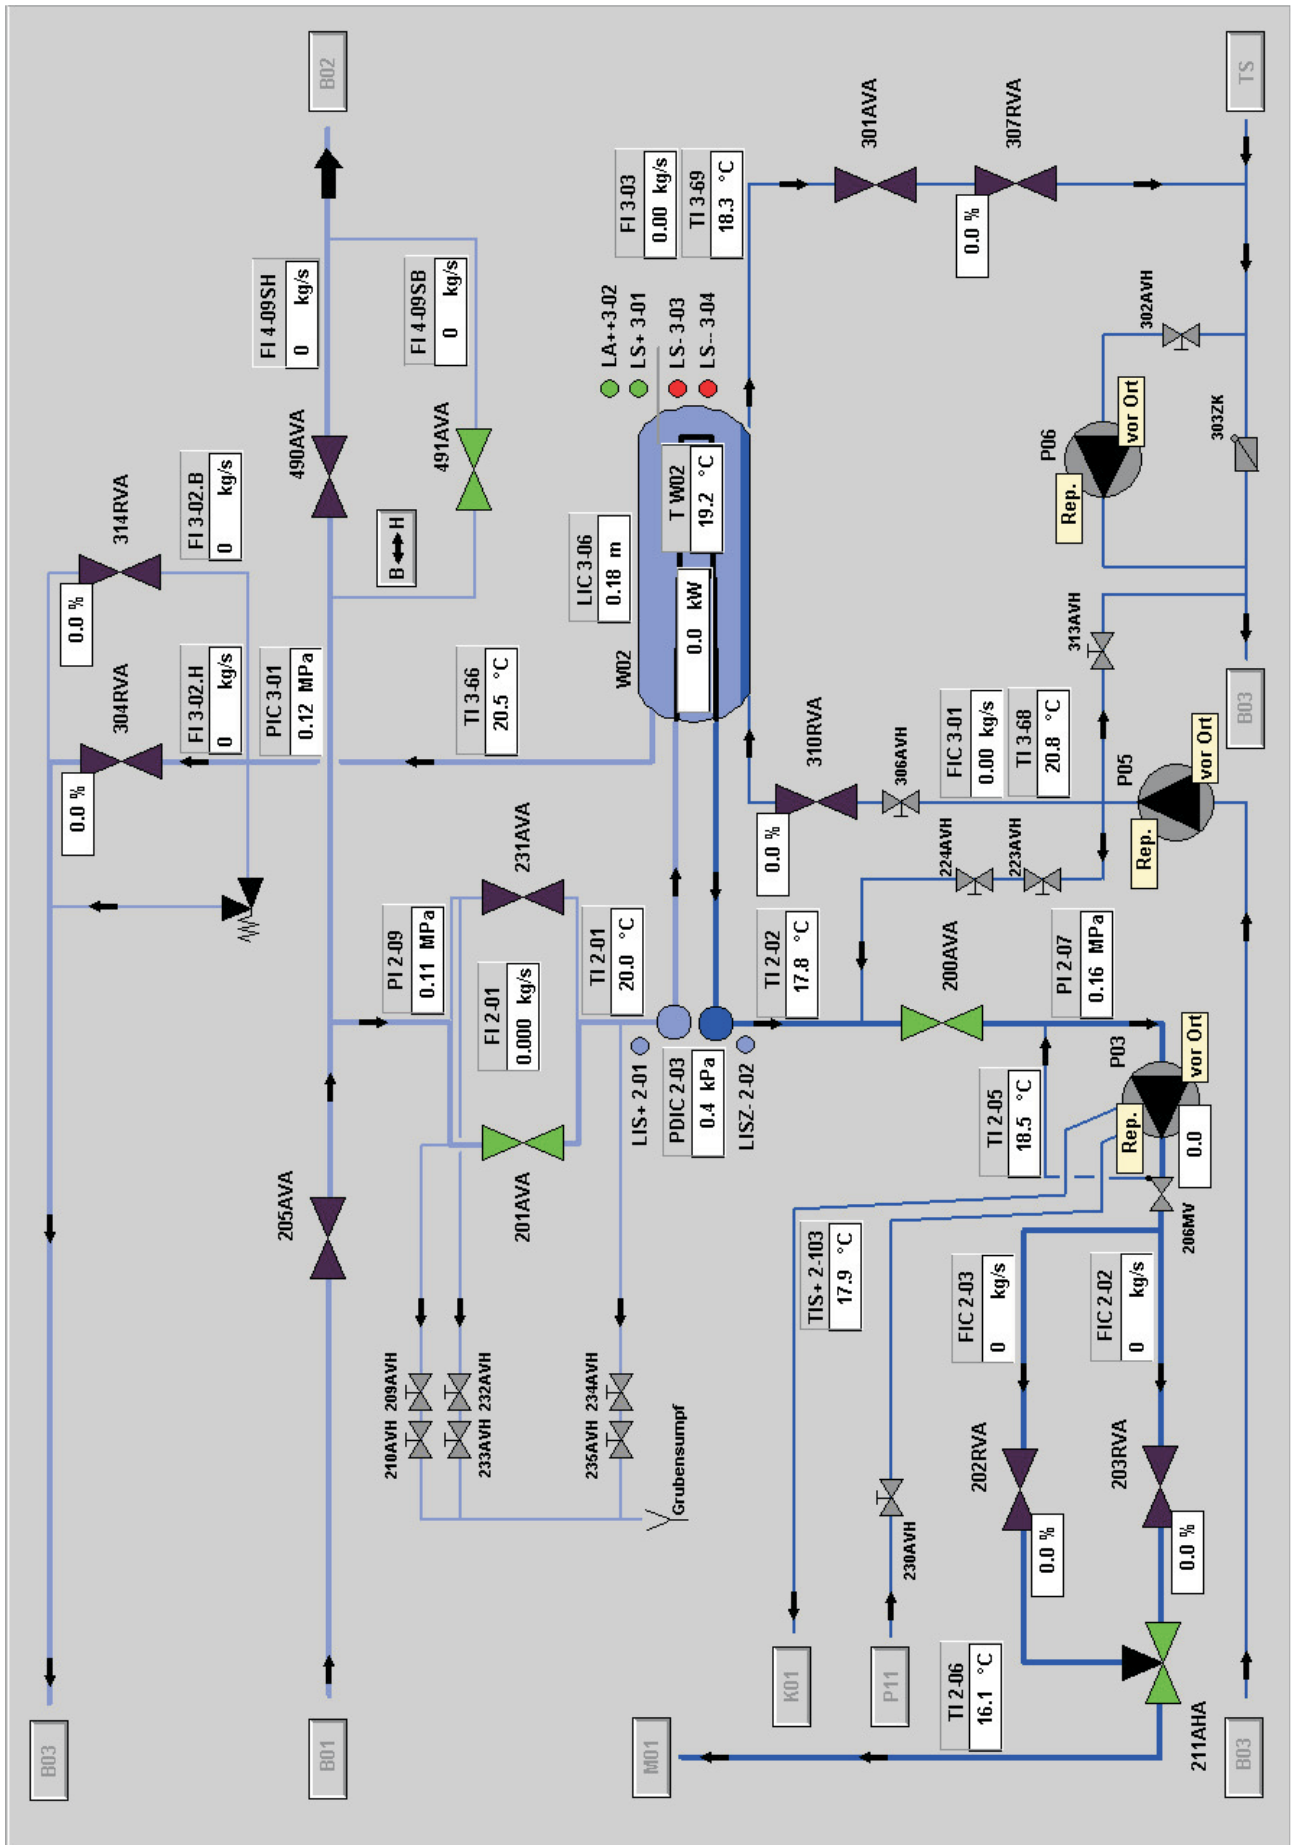 B03
B01
M01
K01
P11
B03
B02
TS
B03
314RVA
0.0 %
FI 3-02.B
0 kg/s
304RVA
0.0 %
FI 3-02.H
0 kg/s
PIC 3-01
0.12 MPa
490AVA
FI 4-09SH
0 kg/s
491AVA
FI 4-09SB
0 kg/s
B H
TI 3-66
20.5 °C
205AVA
PI 2-09
0.11 MPa
231AVA
FI 2-01
0.000 kg/s
201AVA
TI 2-01
20.0 °C
210AVH 209AVH
233AVH 232AVH
235AVH 234AVH
Grubensumpf
LIS+ 2-01
PDIC 2-03
0.4 kPa
LISZ- 2-02
W02
LIC 3-06
0.18 m
T W02
19.2 °C
0.0 kW
LA++3-02
LS+ 3-01
LS- 3-03
LS-- 3-04
FI 3-03
0.00 kg/s
TI 3-69
18.3 °C
301AVA
307RVA
0.0 %
302AVH
P06
Rep.
vor Ort
303ZK
313AVH
310RVA
0.0 %
306AVH
FIC 3-01
0.00 kg/s
TI 3-68
20.8 °C
P05
Rep.
vor Ort
224AVH
223AVH
TI 2-02
17.8 °C
200AVA
PI 2-07
0.16 MPa
P03
Rep.
vor Ort
0.0
TI 2-05
18.5 °C
206MV
TIS+ 2-103
17.9 °C
230AVH
FIC 2-03
0 kg/s
FIC 2-02
0 kg/s
202RVA
0.0 %
203RVA
0.0 %
TI 2-06
16.1 °C
211AHA